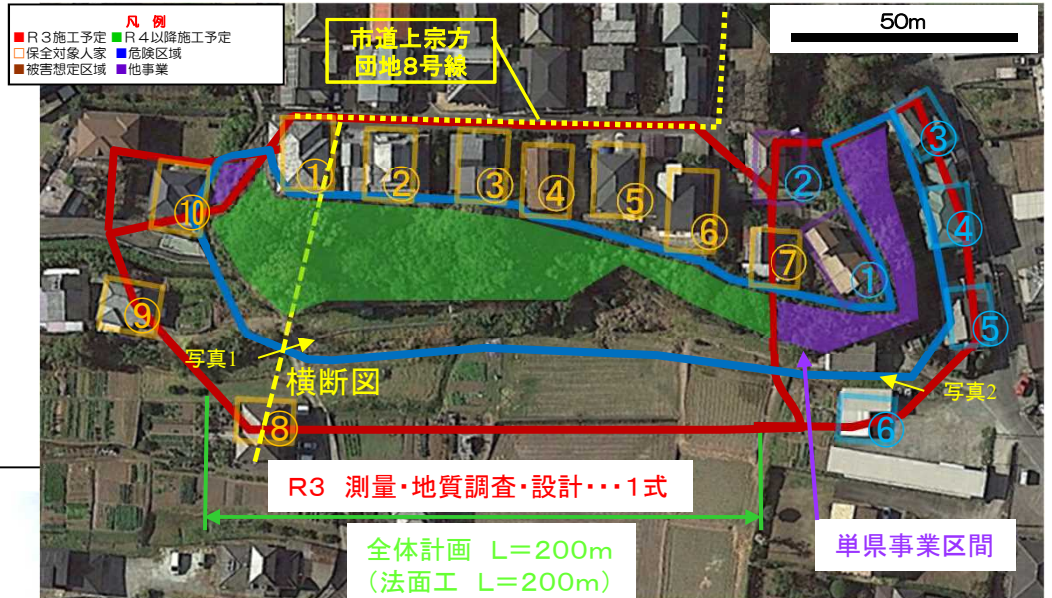 凡 例
■R3施工予定 ■R4以降施工予定
□保全対象人家 ■危険区域
■被害想定区域 ■他事業
市道上宗方
団地8号線
50m
①
②
③
④
⑤
⑥
⑦
⑧
⑨
⑩
①
②
③
④
⑤
⑥
写真1
横断図
写真2
R3 測量・地質調査・設計・・・1式
全体計画 L=200m
(法面工 L=200m)
単県事業区間